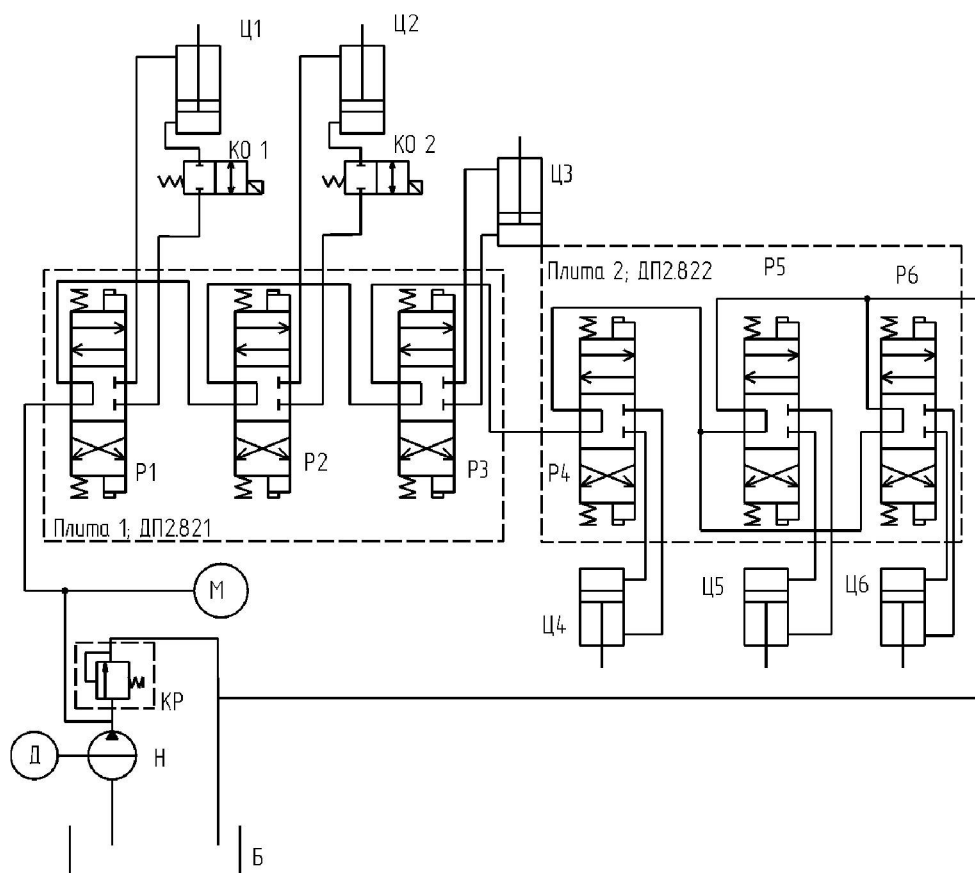 Ц1
Ц2
КО 1
КО 2
Ц3
Плита 2; ДП2.822
Р5
Р6
Р1
Р2
Р3
Р4
Плита 1; ДП2.821
М
Ц4
Ц5
Ц6
КР
Д
Н
Б